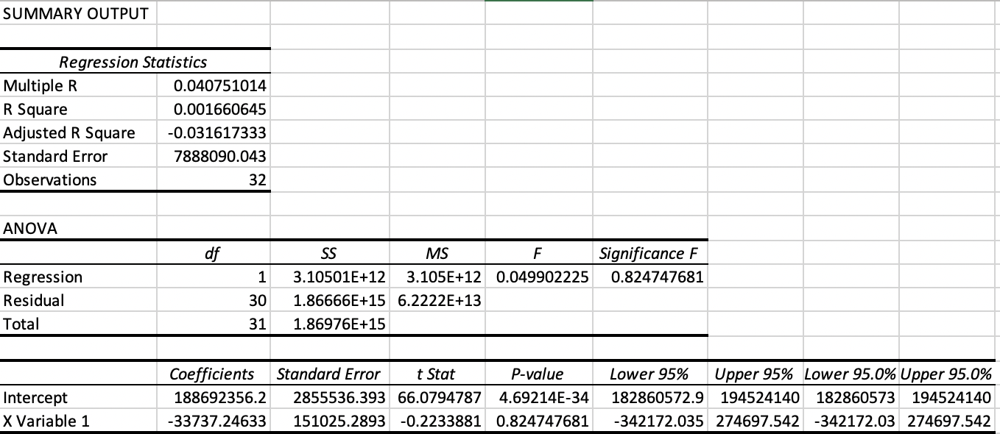 SUMMARY OUTPUT
Regression Statistics
Multiple R 0.040751014
R Square 0.001660645
Adjusted R Square -0.031617333
Standard Error 7888090.043
Observations 32
ANOVA
df SS MS F Significance F
Regression 1 3.10501E+12 3.105E+12 0.049902225 0.824747681
Residual 30 1.86666E+15 6.2222E+13
Total 31 1.86976E+15
Coefficients Standard Error t Stat P-value Lower 95% Upper 95% Lower 95.0% Upper 95.0%
Intercept 188692356.2 2855536.393 66.0794787 4.69214E-34 182860572.9 194524140 182860573 194524140
X Variable 1 -33737.24633 151025.2893 -0.2233881 0.824747681 -342172.035 274697.542 -342172.03 274697.542